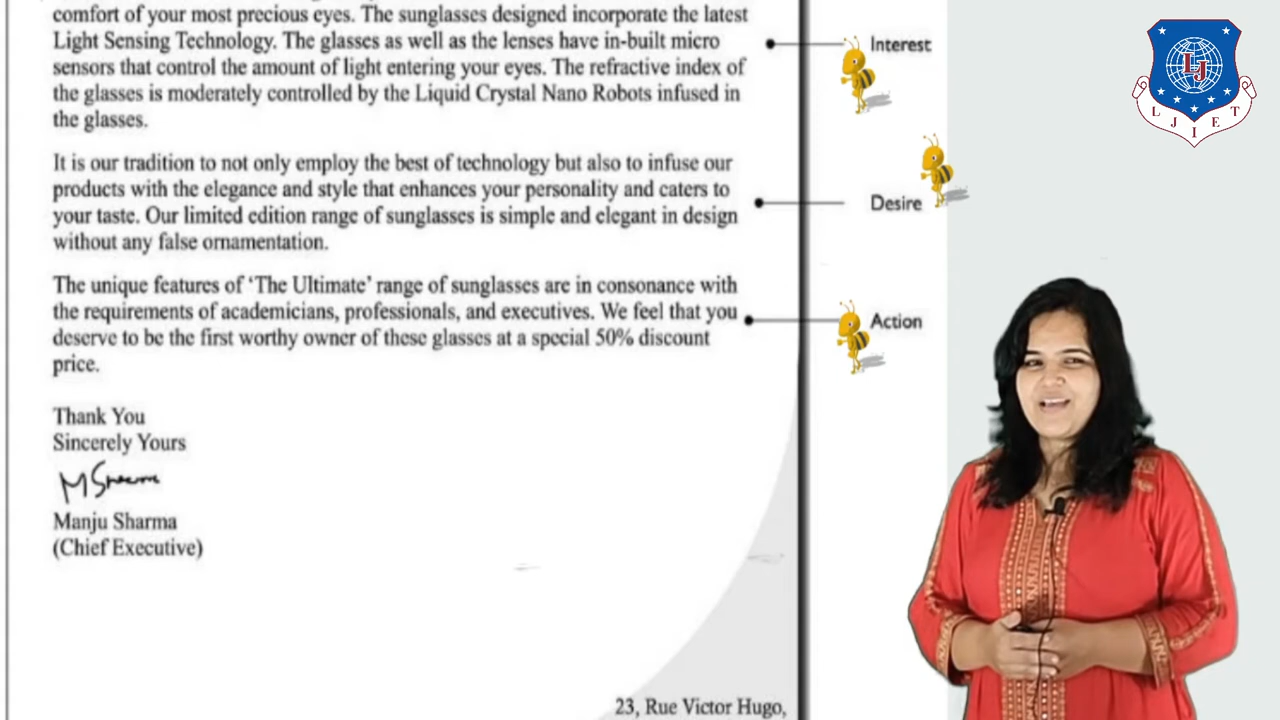 comfort of your most precious eyes. The sunglasses designed incorporate the latest
Light Sensing Technology. The glasses as well as the lenses have in-built micro
sensors that control the amount of light entering your eyes. The refractive index of
the glasses is moderately controlled by the Liquid Crystal Nano Robots infused in
the glasses.
It is our tradition to not only employ the best of technology but also to infuse our
products with the elegance and style that enhances your personality and caters to
your taste. Our limited edition range of sunglasses is simple and elegant in design
without any false ornamentation.
The unique features of ‘The Ultimate’ range of sunglasses are in consonance with
the requirements of academicians, professionals, and executives. We feel that you
deserve to be the first worthy owner of these glasses at a special 50% discount
price.
Thank You
Sincerely Yours
M Sharma
Manju Sharma
(Chief Executive)
23, Rue Victor Hugo,
Interest
Desire
Action
LJ
LJIET